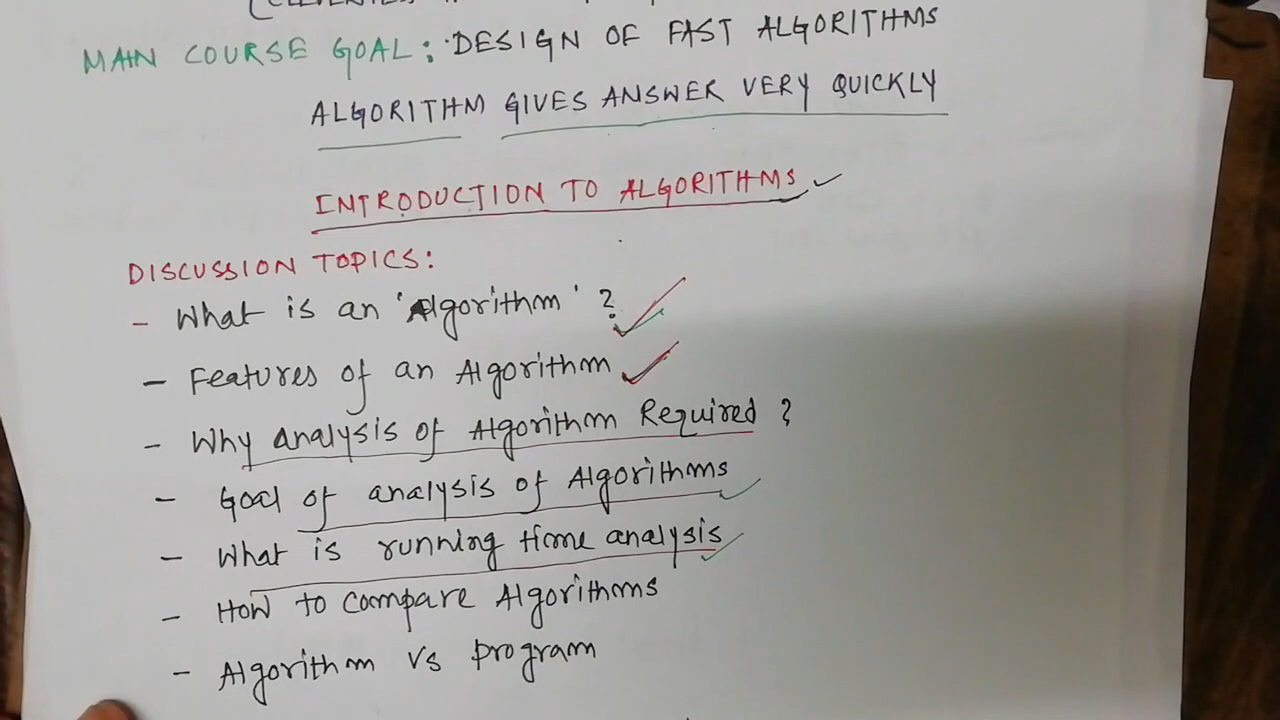 MAIN COURSE GOAL: DESIGN OF FAST ALGORITHMS
ALGORITHM GIVES ANSWER VERY QUICKLY
INTRODUCTION TO ALGORITHMS
DISCUSSION TOPICS:
- What is an 'Algorithm' ?
- Features of an Algorithm
- Why analysis of Algorithm Required ?
- Goal of analysis of Algorithms
- What is running time analysis
- How to compare Algorithms
- Algorithm Vs program